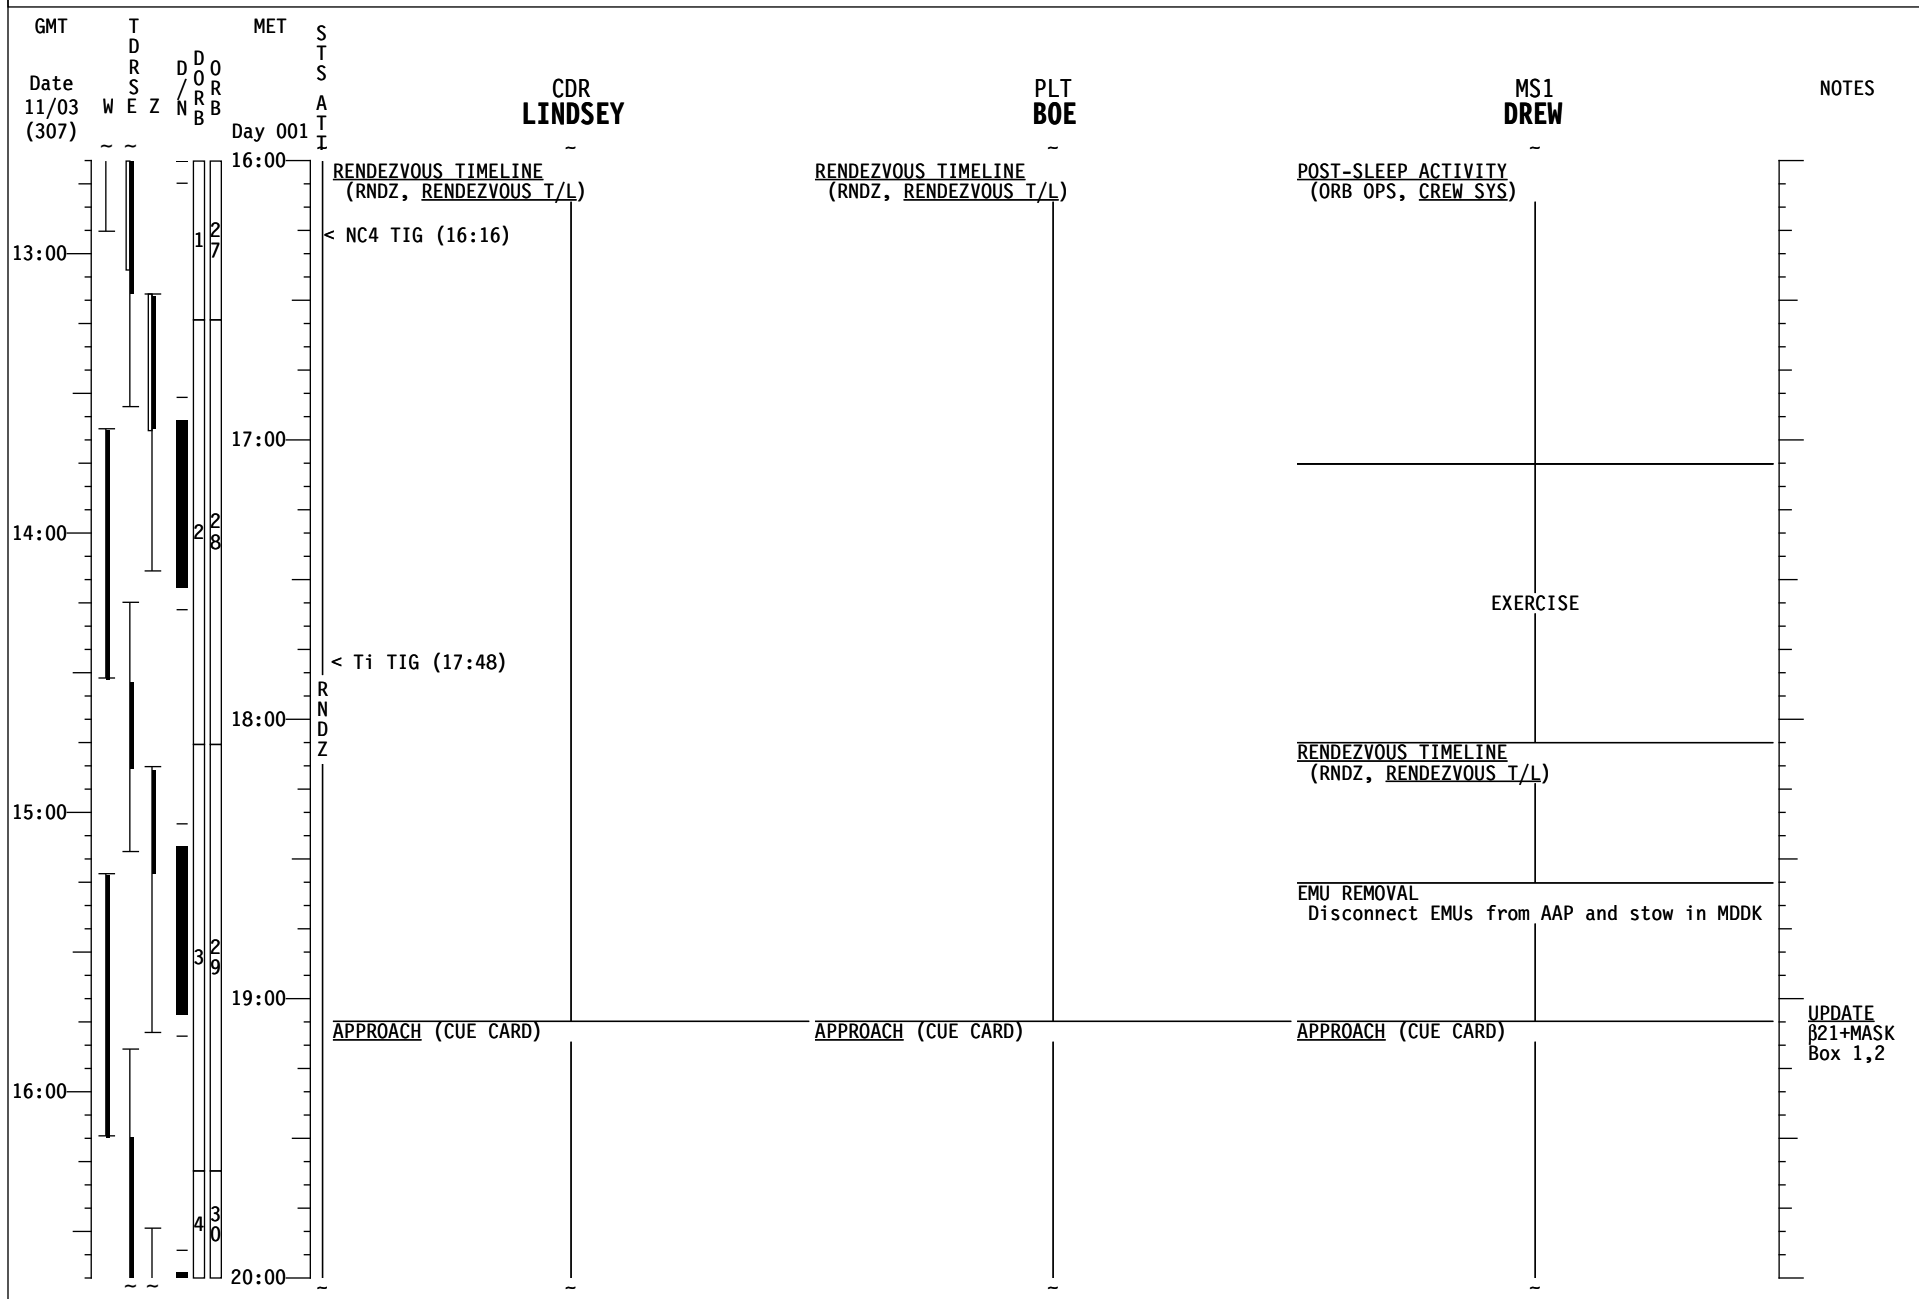 GMT
TDRS
MET
STS ATT
Date
11/03
(307)
W E Z
D/N
DORB
ORB
Day 001
CDR
LINDSEY
PLT
BOE
MS1
DREW
NOTES
~ ~ ~ ~ ~
16:00
RENDEZVOUS TIMELINE
(RNDZ, RENDEZVOUS T/L)
RENDEZVOUS TIMELINE
(RNDZ, RENDEZVOUS T/L)
POST-SLEEP ACTIVITY
(ORB OPS, CREW SYS)
< NC4 TIG (16:16)
1 27
13:00
17:00
14:00
2 28
EXERCISE
< Ti TIG (17:48)
RNDZ
18:00
RENDEZVOUS TIMELINE
(RNDZ, RENDEZVOUS T/L)
15:00
EMU REMOVAL
Disconnect EMUs from AAP and stow in MDDK
3 29
19:00
APPROACH (CUE CARD)
APPROACH (CUE CARD)
APPROACH (CUE CARD)
UPDATE
β21+MASK
Box 1,2
16:00
4 30
20:00
~ ~ ~ ~ ~ ~